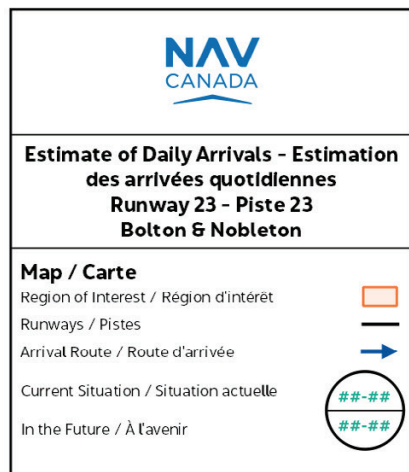 NAV
CANADA
Estimate of Daily Arrivals - Estimation
des arrivées quotidiennes
Runway 23 - Piste 23
Bolton & Nobleton
Map / Carte
Region of Interest / Région d'intérêt
Runways / Pistes
Arrival Route / Route d'arrivée
Current Situation / Situation actuelle
##-##
In the Future / À l'avenir
##-##